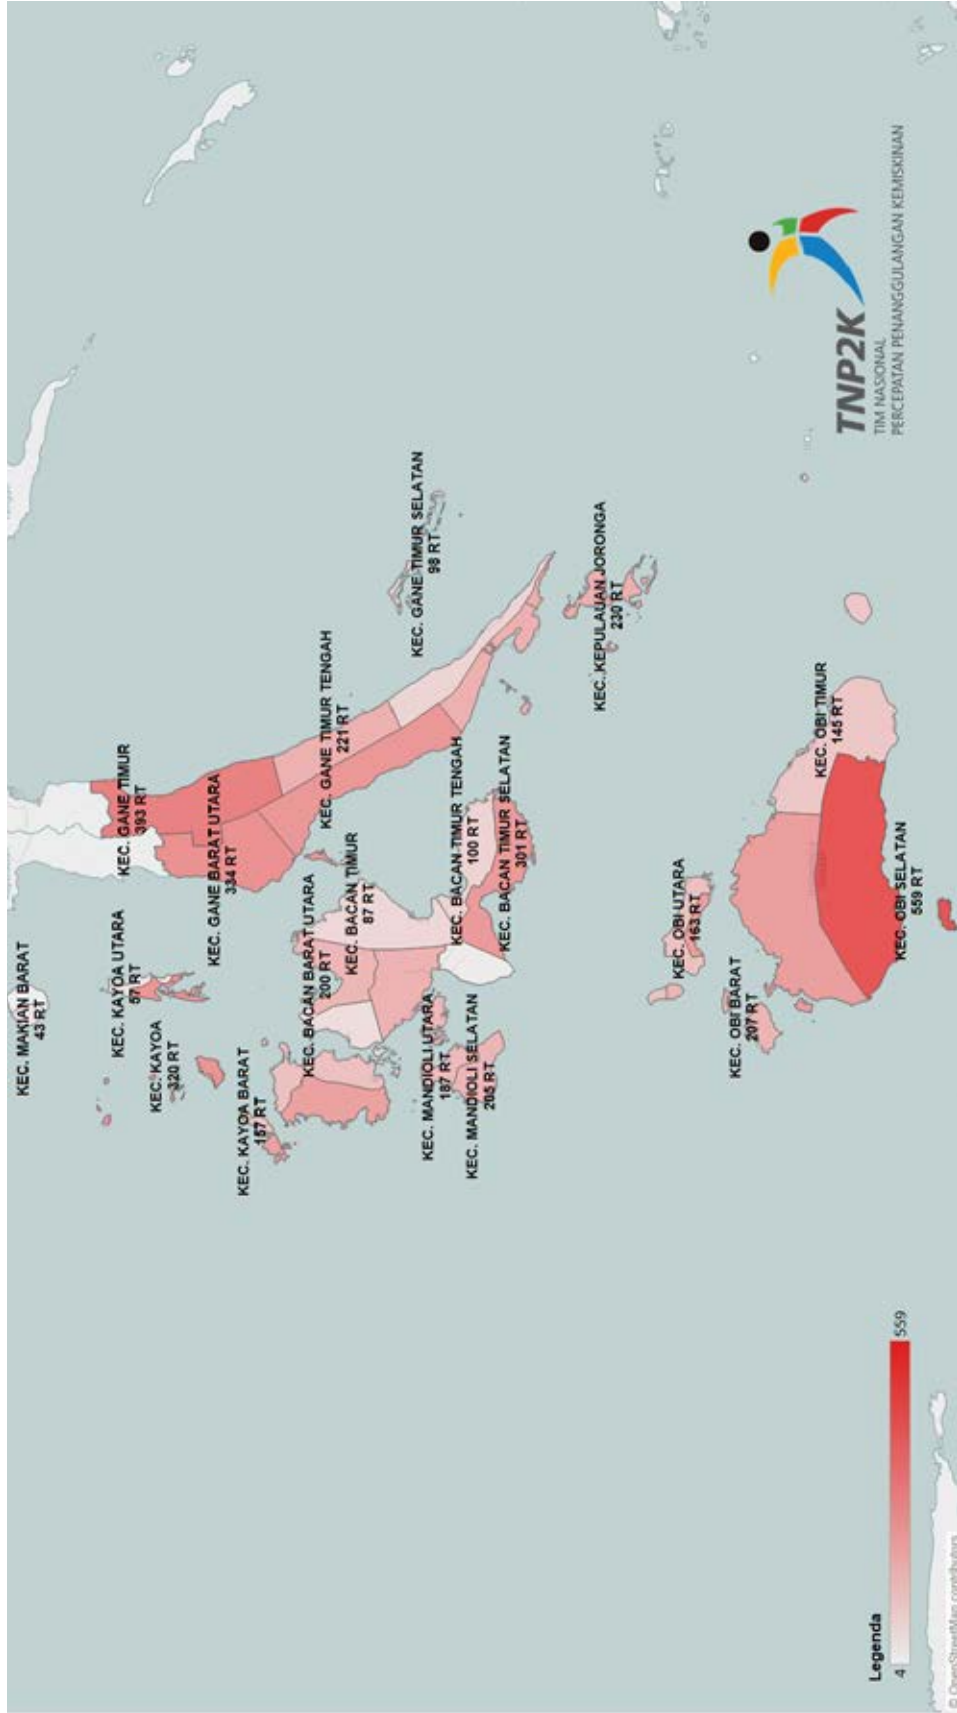 KEC. MAKIAN BARAT
43 RT
KEC. GANE TIMUR
393 RT
KEC. KAYOA UTARA
57 RT
KEC. KAYOA
320 RT
KEC. GANE BARAT UTARA
334 RT
KEC. KAYOA BARAT
157 RT
KEC. GANE TIMUR TENGAH
221 RT
KEC. BACAN BARAT UTARA
200 RT
KEC. BACAN TIMUR
87 RT
KEC. GANE TIMUR SELATAN
98 RT
KEC. BACAN TIMUR TENGAH
100 RT
KEC. BACAN TIMUR SELATAN
301 RT
KEC. MANDIOLI UTARA
187 RT
KEC. MANDIOLI SELATAN
205 RT
KEC. KEPULAUAN JORONGA
230 RT
KEC. OBI UTARA
163 RT
KEC. OBI BARAT
207 RT
KEC. OBI TIMUR
145 RT
KEC. OBI SELATAN
559 RT
TNP2K
TIM NASIONAL
PERCEPATAN PENANGGULANGAN KEMISKINAN
Legenda
4 559
© OpenStreetMap contributors